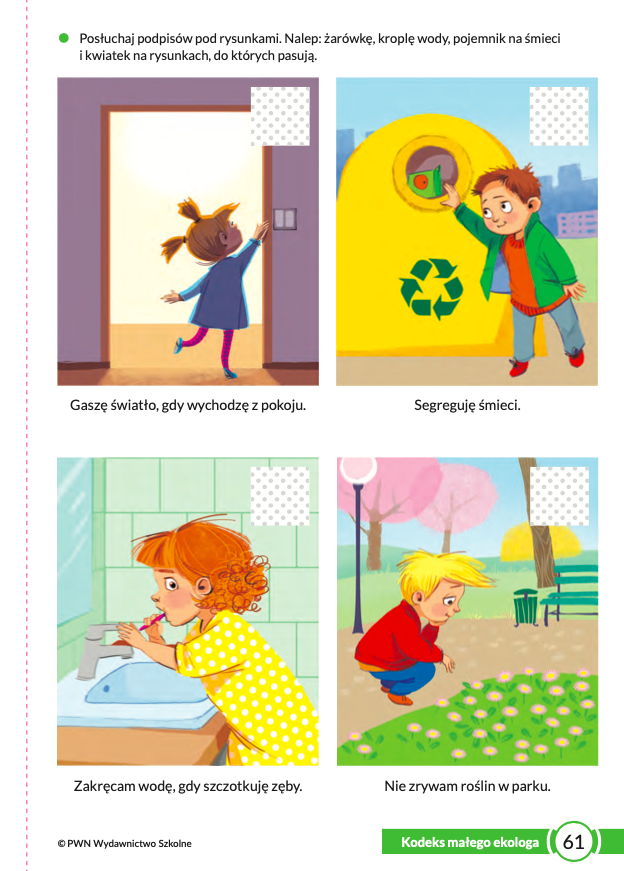 Posłuchaj podpisów pod rysunkami. Nalep: żarówkę, kroplę wody, pojemnik na śmieci
i kwiatek na rysunkach, do których pasują.
Gaszę światło, gdy wychodzę z pokoju.
Segreguję śmieci.
Zakręcam wodę, gdy szczotkuję zęby.
Nie zrywam roślin w parku.
© PWN Wydawnictwo Szkolne
Kodeks małego ekologa 61